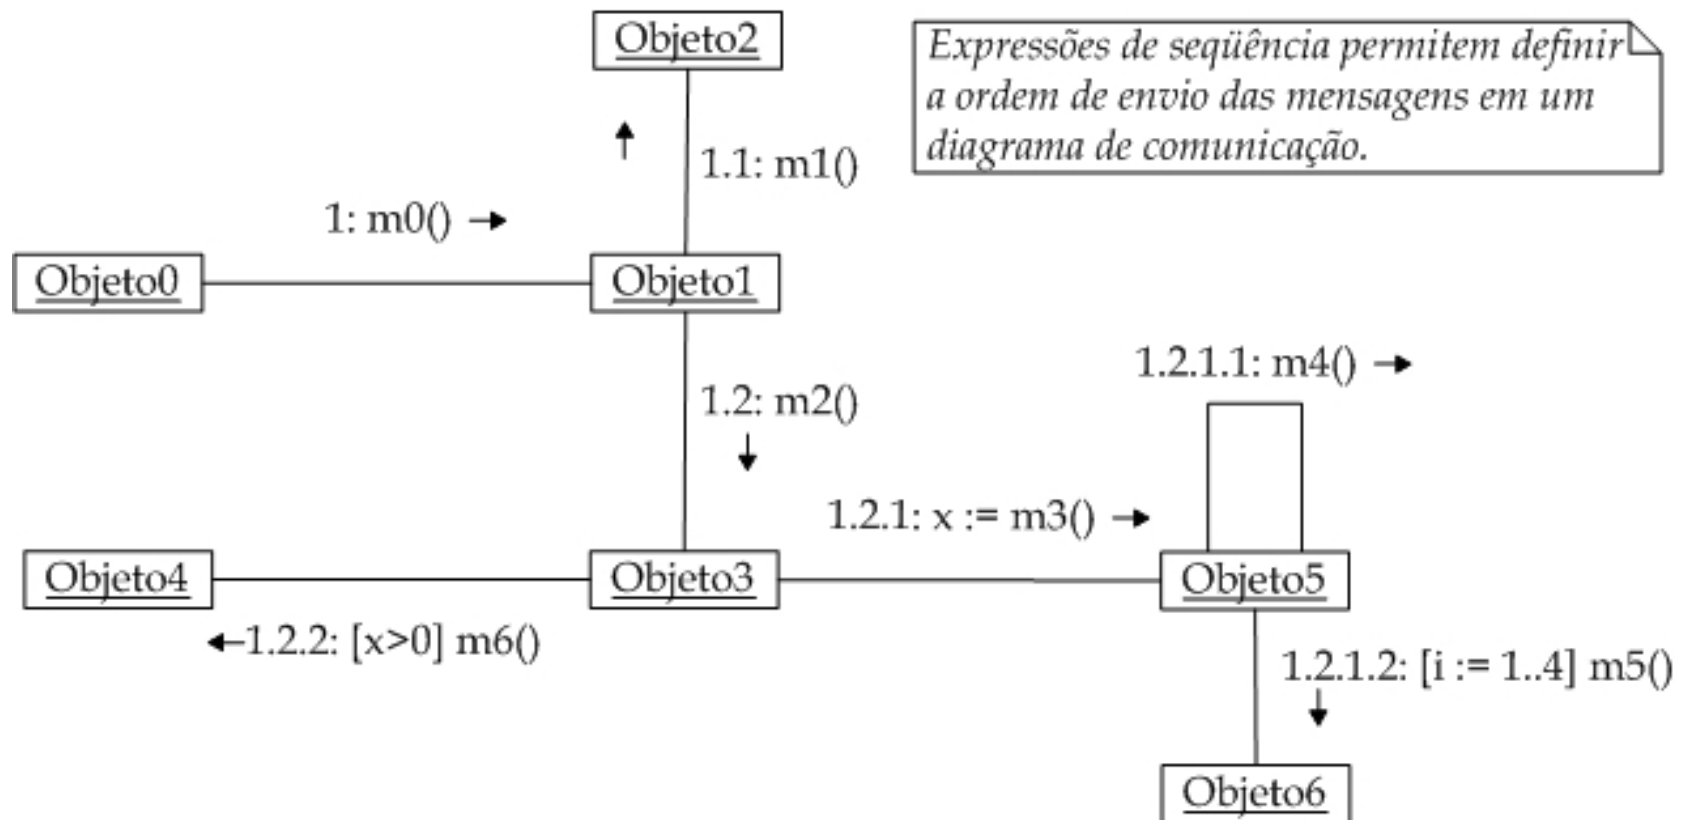 Objeto2
Expressões de seqüência permitem definir
a ordem de envio das mensagens em um
diagrama de comunicação.
1.1: m1()
1: m0()
Objeto0
Objeto1
1.2.1.1: m4()
1.2: m2()
1.2.1: x := m3()
Objeto4
Objeto3
Objeto5
1.2.2: [x>0] m6()
1.2.1.2: [i := 1..4] m5()
Objeto6